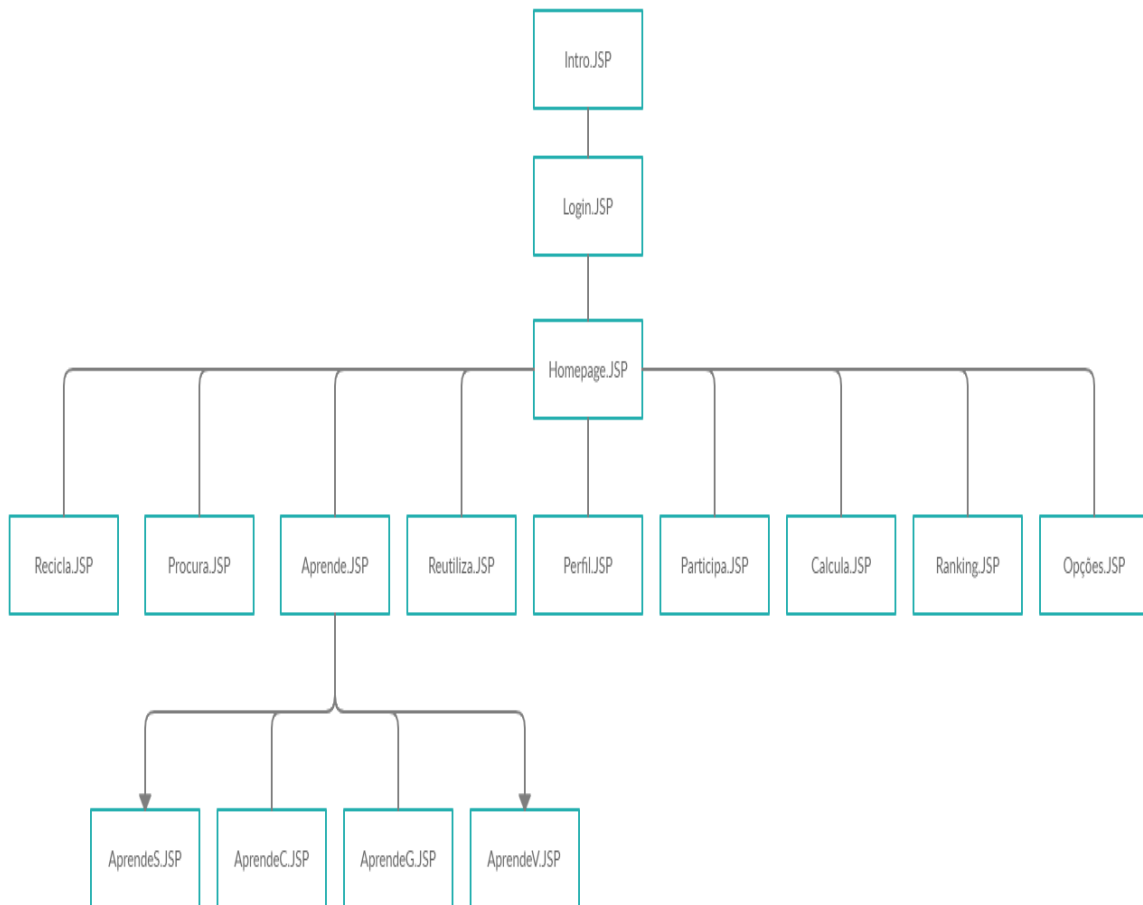 Intro.JSP
Login.JSP
Homepage.JSP
Recicla.JSP
Procura.JSP
Aprende.JSP
Reutiliza.JSP
Perfil.JSP
Participa.JSP
Calcula.JSP
Ranking.JSP
Opções.JSP
AprendeS.JSP
AprendeC.JSP
AprendeG.JSP
AprendeV.JSP